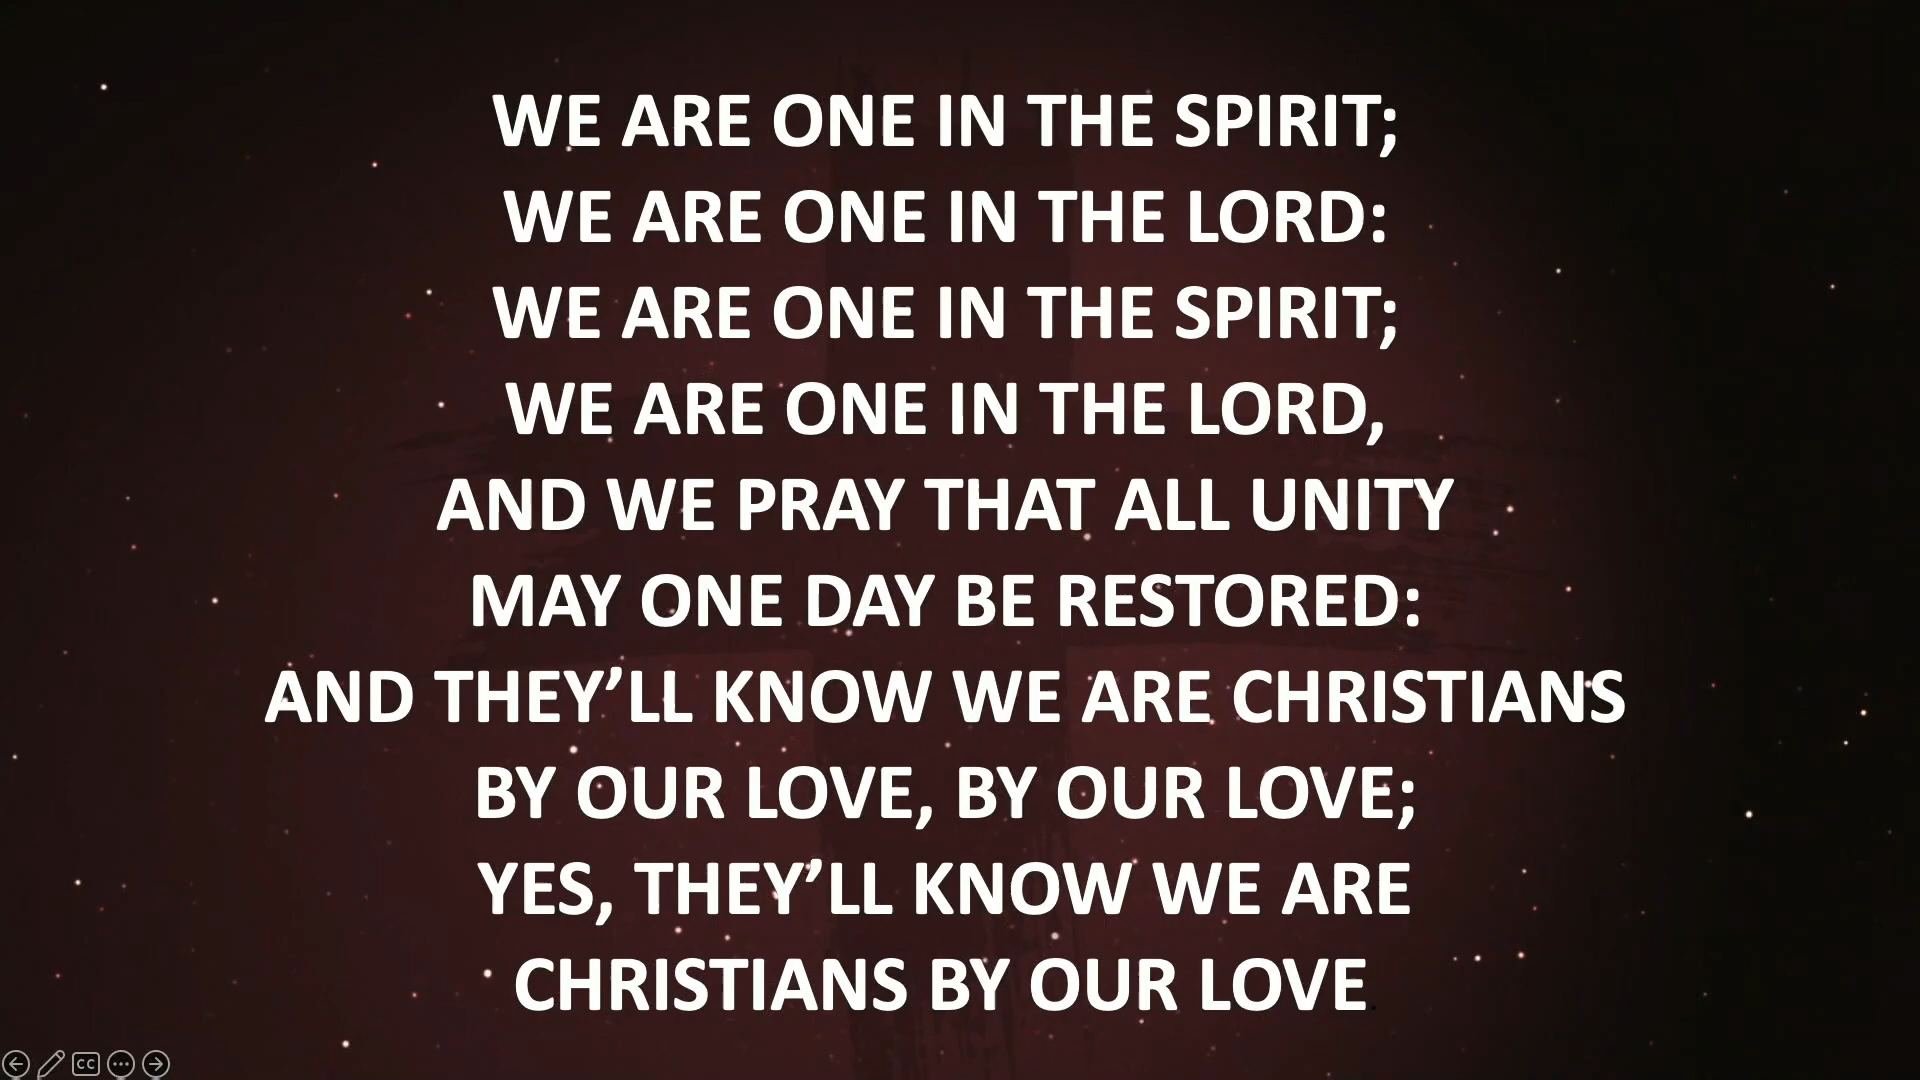 WE ARE ONE IN THE SPIRIT;
WE ARE ONE IN THE LORD:
WE ARE ONE IN THE SPIRIT;
WE ARE ONE IN THE LORD,
AND WE PRAY THAT ALL UNITY
MAY ONE DAY BE RESTORED:
AND THEY’LL KNOW WE ARE CHRISTIANS
BY OUR LOVE, BY OUR LOVE;
YES, THEY’LL KNOW WE ARE
CHRISTIANS BY OUR LOVE.
CC